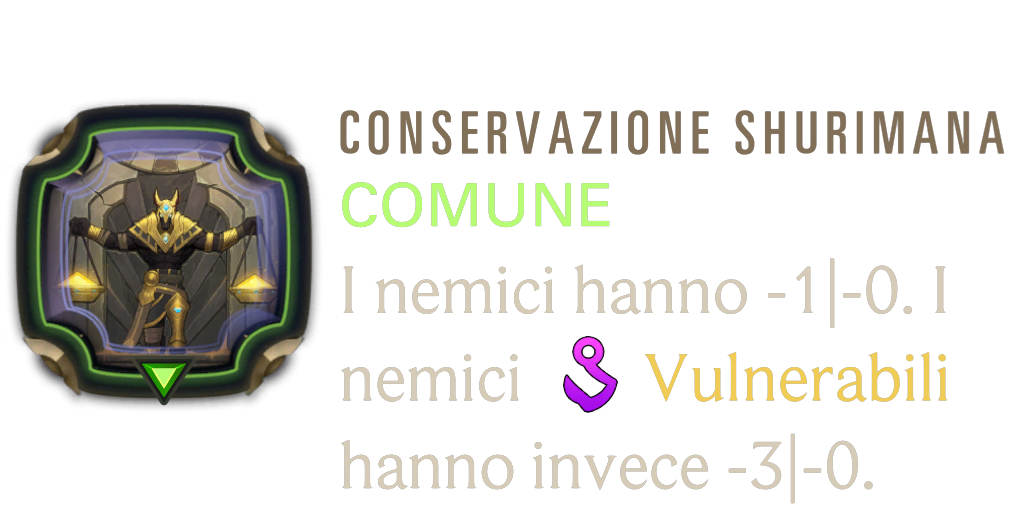 CONSERVAZIONE SHURIMANA
COMUNE
I nemici hanno -1|-0. I
nemici Vulnerabili
hanno invece -3|-0.